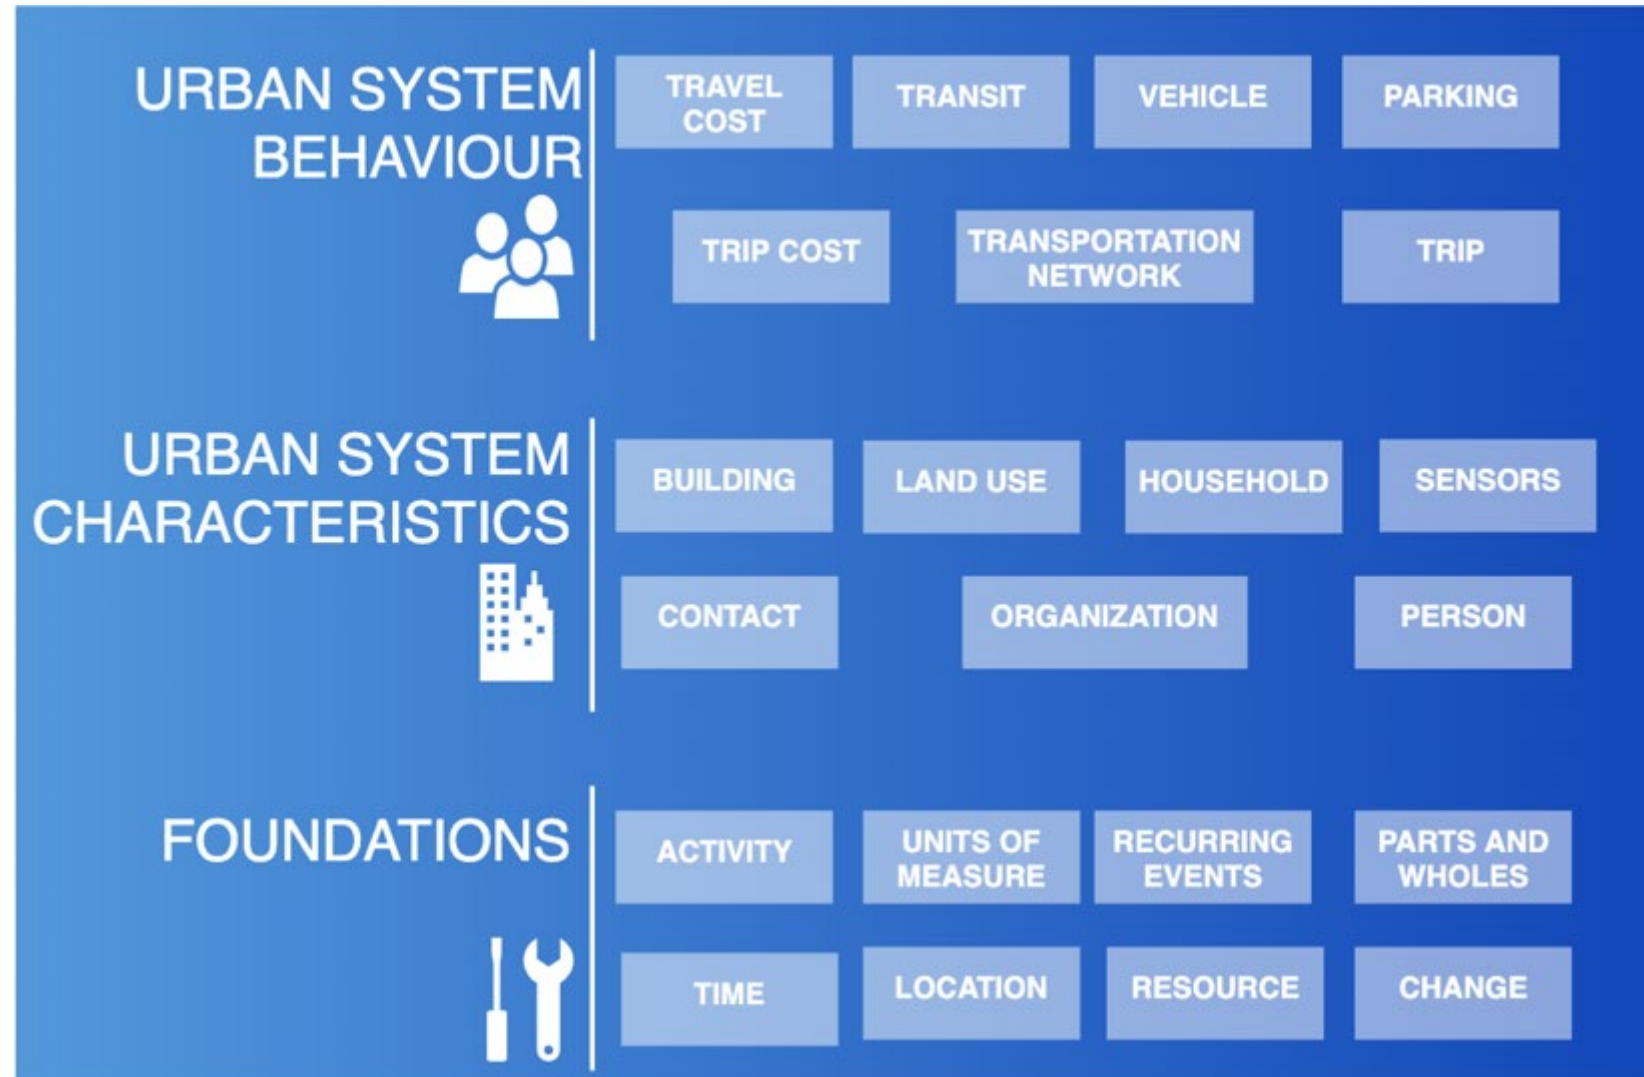 URBAN SYSTEM
BEHAVIOUR
TRAVEL
COST
TRANSIT
VEHICLE
PARKING
TRIP COST
TRANSPORTATION
NETWORK
TRIP
URBAN SYSTEM
CHARACTERISTICS
BUILDING
LAND USE
HOUSEHOLD
SENSORS
CONTACT
ORGANIZATION
PERSON
FOUNDATIONS
ACTIVITY
UNITS OF
MEASURE
RECURRING
EVENTS
PARTS AND
WHOLES
TIME
LOCATION
RESOURCE
CHANGE